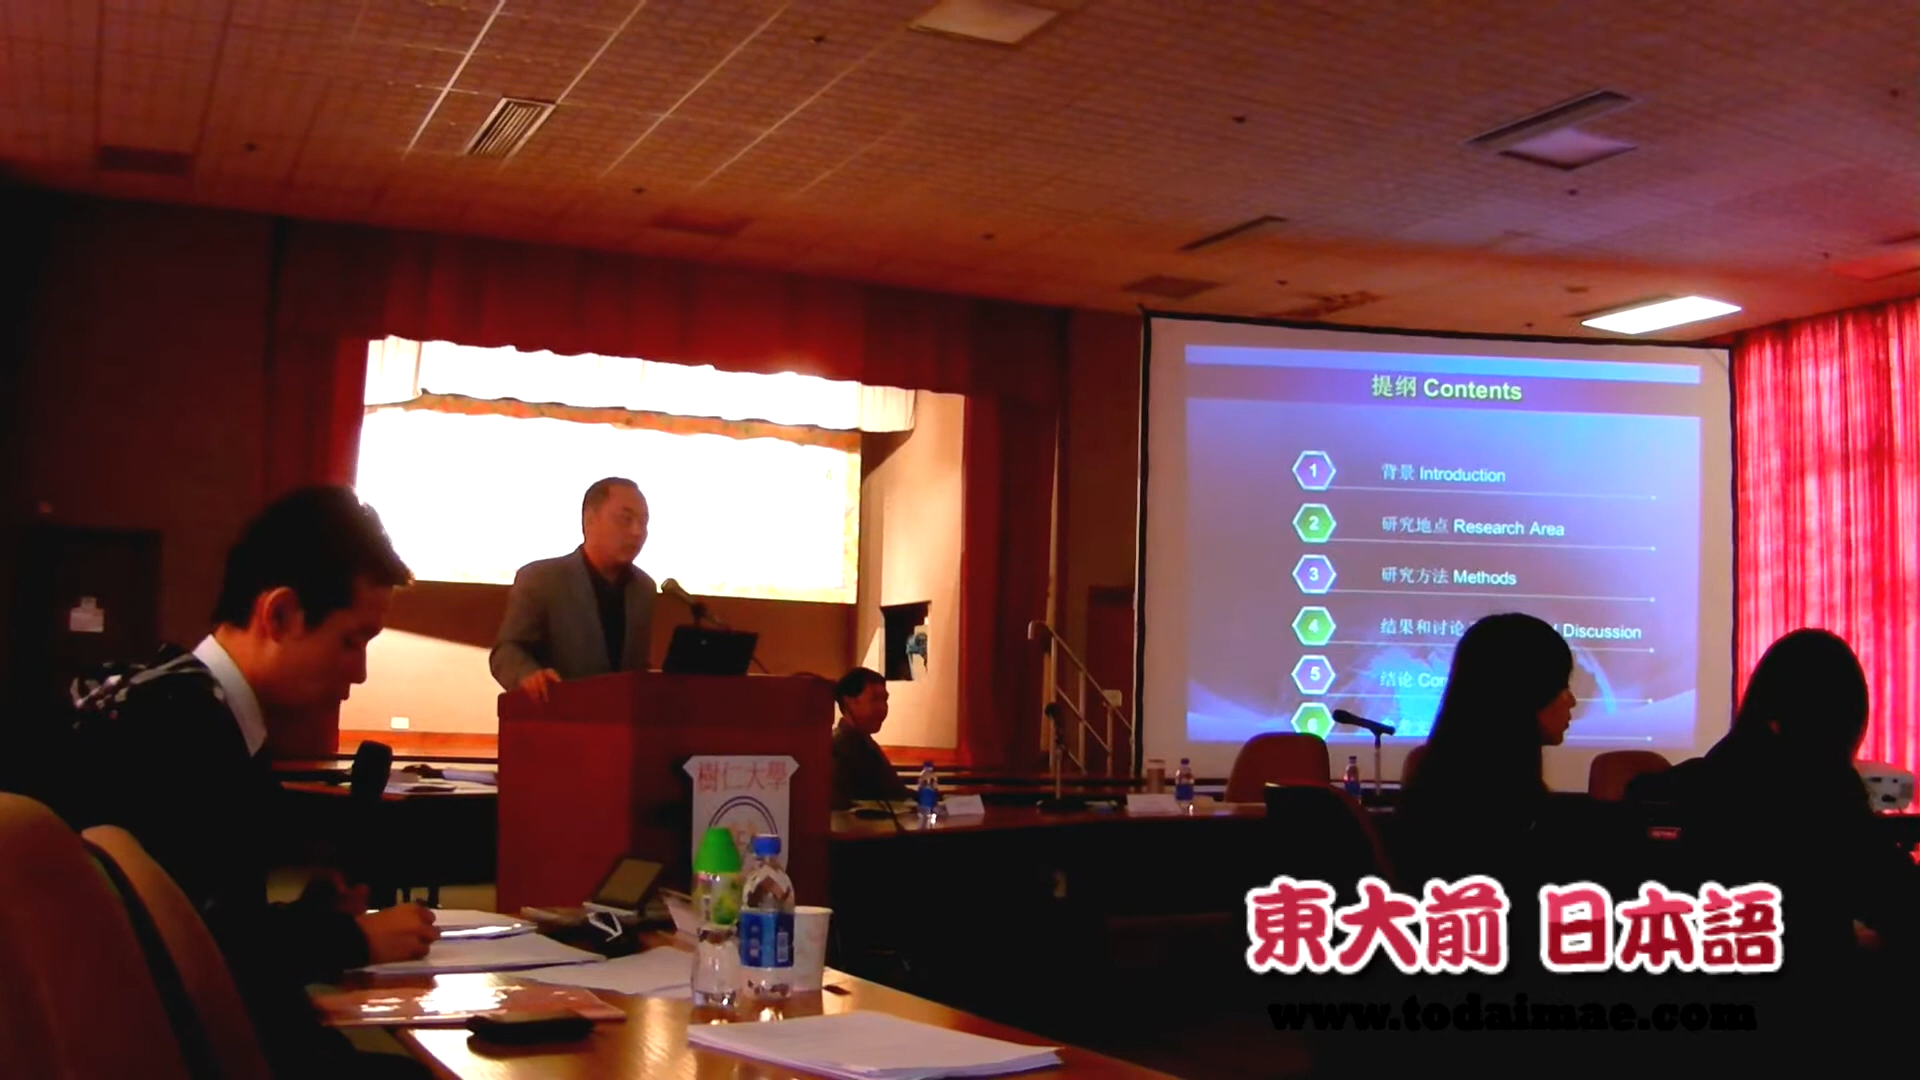 提纲 Contents
1 背景 Introduction
2 研究地点 Research Area
3 研究方法 Methods
4 结果和讨论 Discussion
5 结论
6
樹仁大學
東大前 日本語
www.todaimae.com